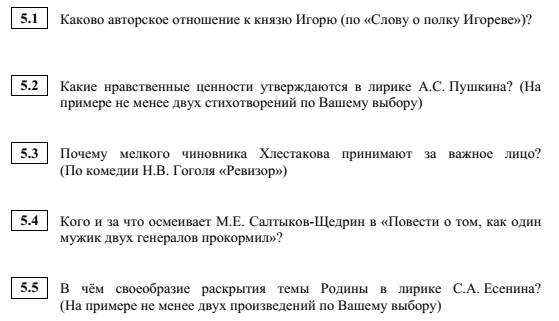 5.1 Каково авторское отношение к князю Игорю (по «Слову о полку Игореве»)?
5.2 Какие нравственные ценности утверждаются в лирике А.С. Пушкина? (На
примере не менее двух стихотворений по Вашему выбору)
5.3 Почему мелкого чиновника Хлестакова принимают за важное лицо?
(По комедии Н.В. Гоголя «Ревизор»)
5.4 Кого и за что осмеивает М.Е. Салтыков-Щедрин в «Повести о том, как один
мужик двух генералов прокормил»?
5.5 В чём своеобразие раскрытия темы Родины в лирике С.А. Есенина?
(На примере не менее двух произведений по Вашему выбору)